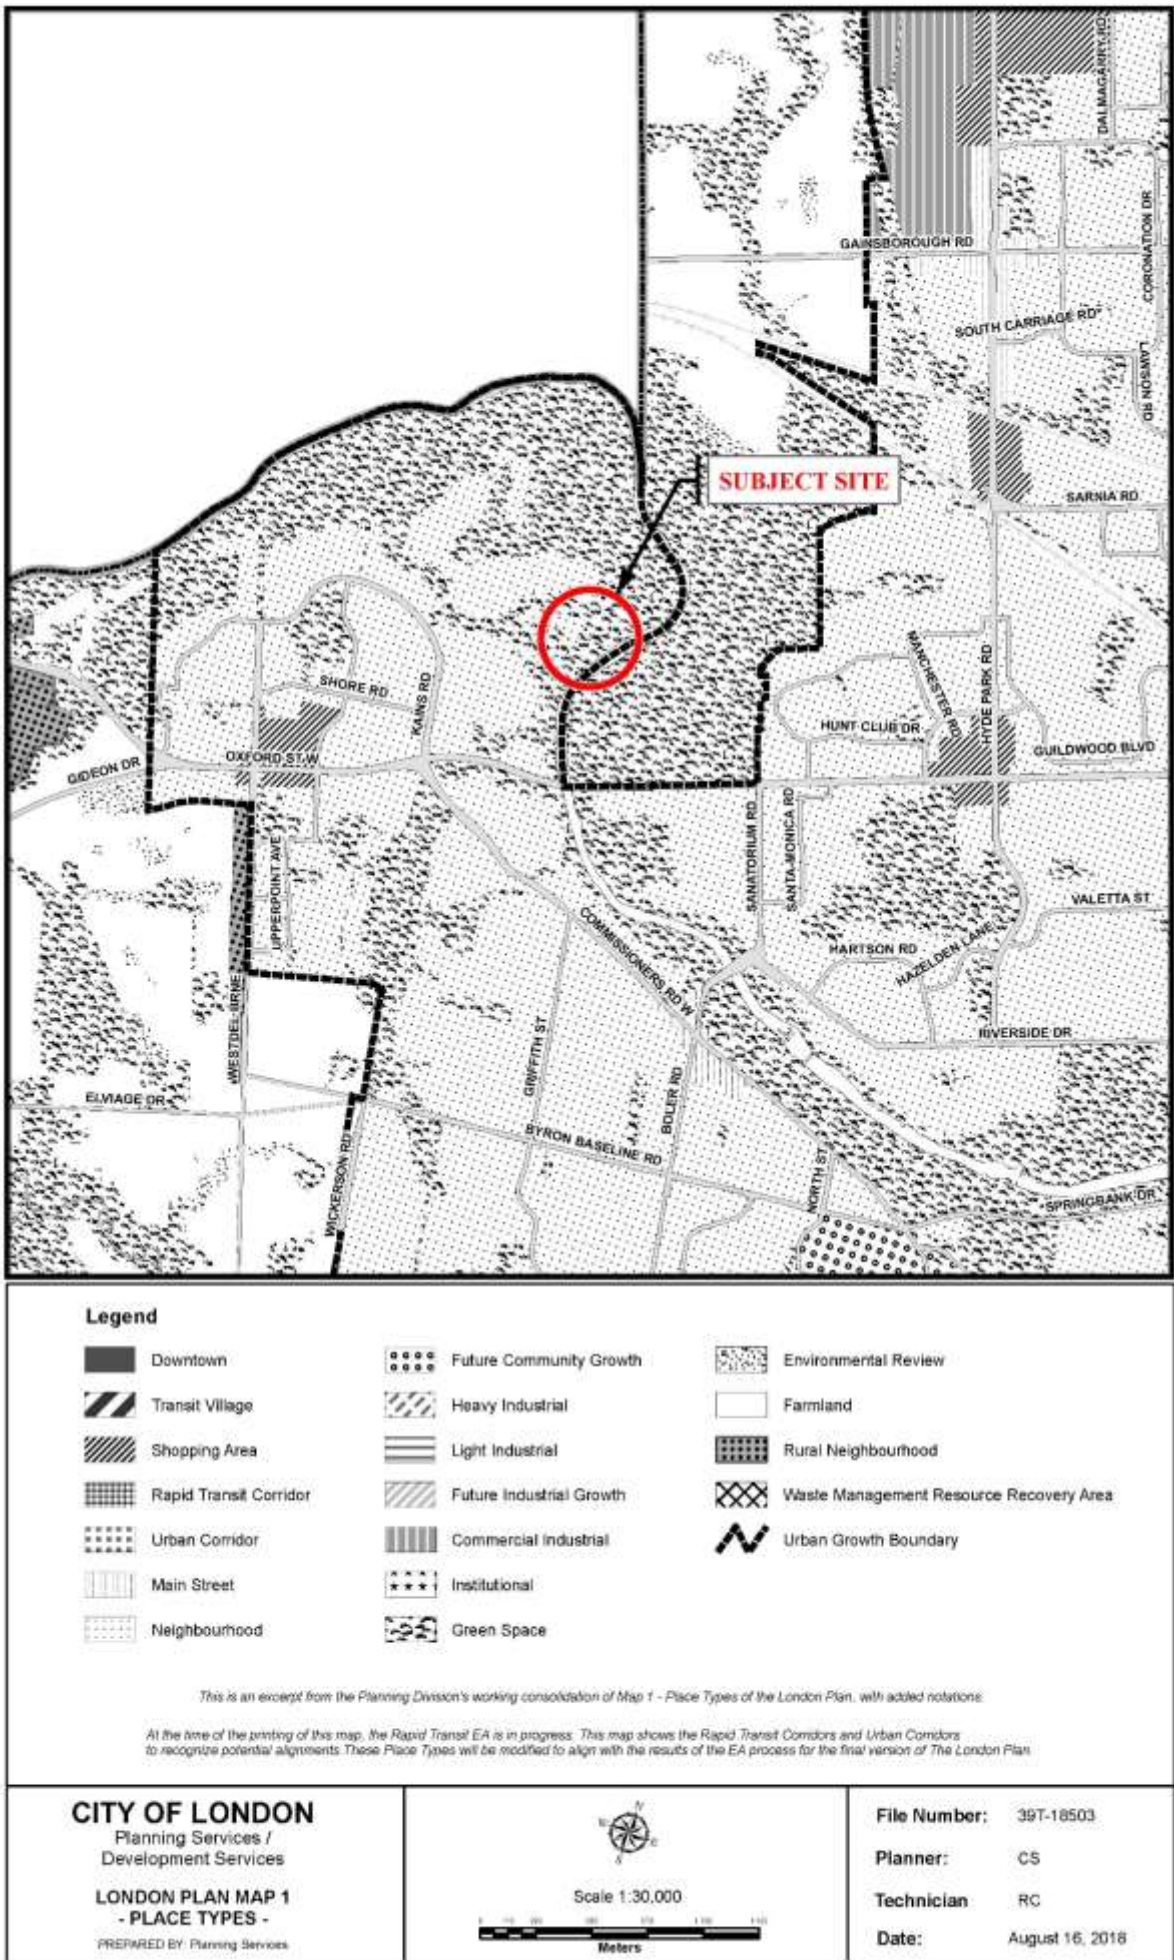 DALMAGARRY RD
GAINSBOROUGH RD
CORONATION DR
SOUTH CARRIAGE RD
LAWSON RD
SUBJECT SITE
SARNIA RD
MANCHESTER RD
HYDE PARK RD
SHORE RD
KAINS RD
HUNT CLUB DR
GUILDWOOD BLVD
OXFORD ST W
GIDEON DR
SANATORIUM RD
SANTA MONICA RD
UPPERPOINT AVE
VALETTA ST
COMMISSIONERS RD W
HARTSON RD
HAZELDEN LANE
WESTDEL BRNE
GRIFFITH ST
RIVERSIDE DR
BOLER RD
ELVIAGE DR
BYRON BASELINE RD
WICKERSON RD
NORTH ST
SPRINGBANK DR
Legend
Downtown
Transit Village
Shopping Area
Rapid Transit Corridor
Urban Corridor
Main Street
Neighbourhood
Future Community Growth
Heavy Industrial
Light Industrial
Future Industrial Growth
Commercial Industrial
Institutional
Green Space
Environmental Review
Farmland
Rural Neighbourhood
Waste Management Resource Recovery Area
Urban Growth Boundary
This is an excerpt from the Planning Division's working consolidation of Map 1 - Place Types of the London Plan, with added notations.
At the time of the printing of this map, the Rapid Transit EA is in progress. This map shows the Rapid Transit Corridors and Urban Corridors
to recognize potential alignments. These Place Types will be modified to align with the results of the EA process for the final version of The London Plan.
CITY OF LONDON
Planning Services /
Development Services
LONDON PLAN MAP 1
- PLACE TYPES -
PREPARED BY: Planning Services
N
E
S
Scale 1:30,000
Meters
File Number: 39T-18503
Planner: CS
Technician RC
Date: August 16, 2018